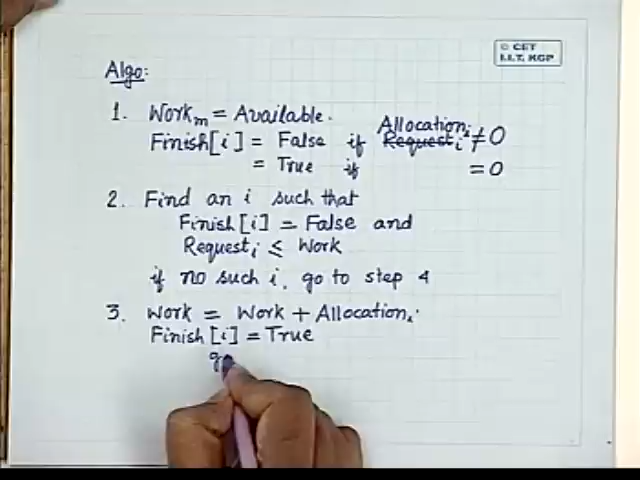 © CET
I.I.T. KGP
Algo:
1. Work_m = Available.
Allocation_i
Finish[i] = False if Request_i ≠ 0
= True if = 0
2. Find an i such that
Finish[i] = False and
Request_i ≤ Work
if no such i, go to step 4
3. Work = Work + Allocation_i.
Finish[i] = True
go